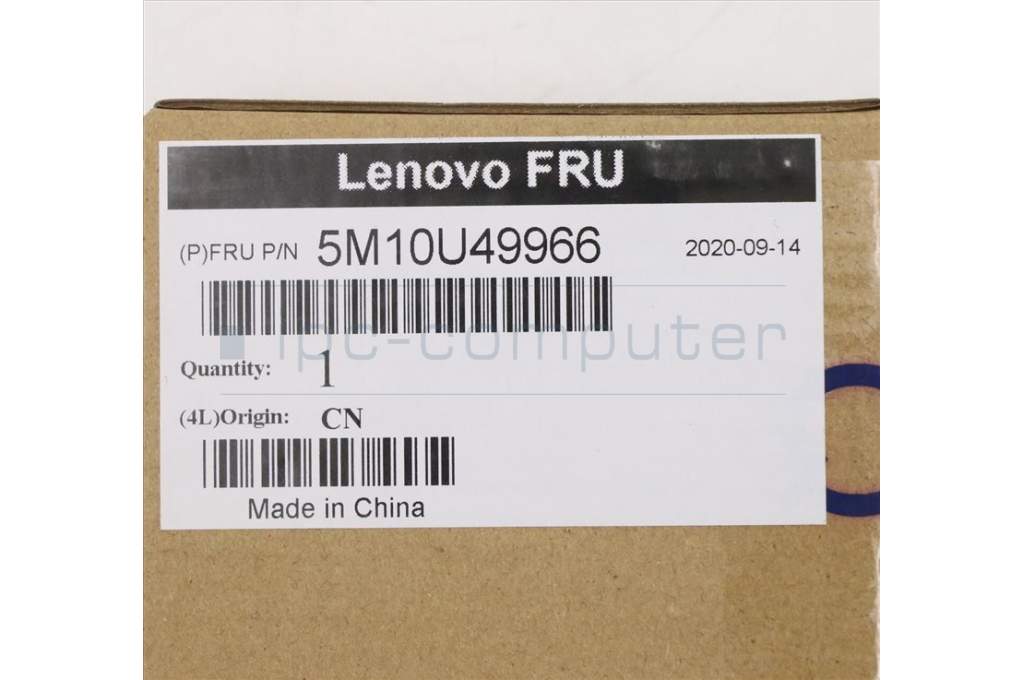 Lenovo FRU
(P)FRU P/N 5M10U49966 2020-09-14
ipc-computer
Quantity: 1
(4L)Origin: CN
Made in China